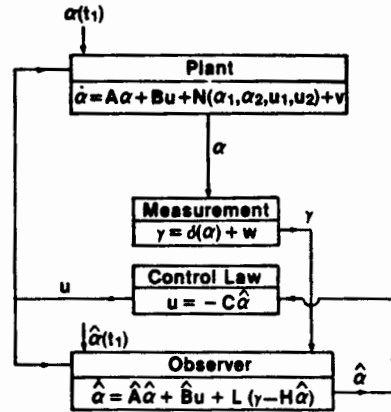 α(t₁)
Plant
α̇ = Aα + Bu + N(α₁,α₂,u₁,u₂) + v
α
Measurement
γ = δ(α) + w
γ
Control Law
u = − Cα̂
u
α̂(t₁)
Observer
α̂̇ = Âα̂ + B̂u + L (γ−Hα̂)
α̂